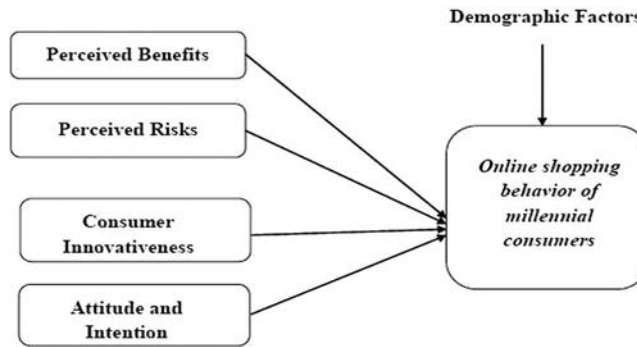 Demographic Factors
Perceived Benefits
Perceived Risks
Consumer
Innovativeness
Attitude and
Intention
Online shopping
behavior of
millennial
consumers